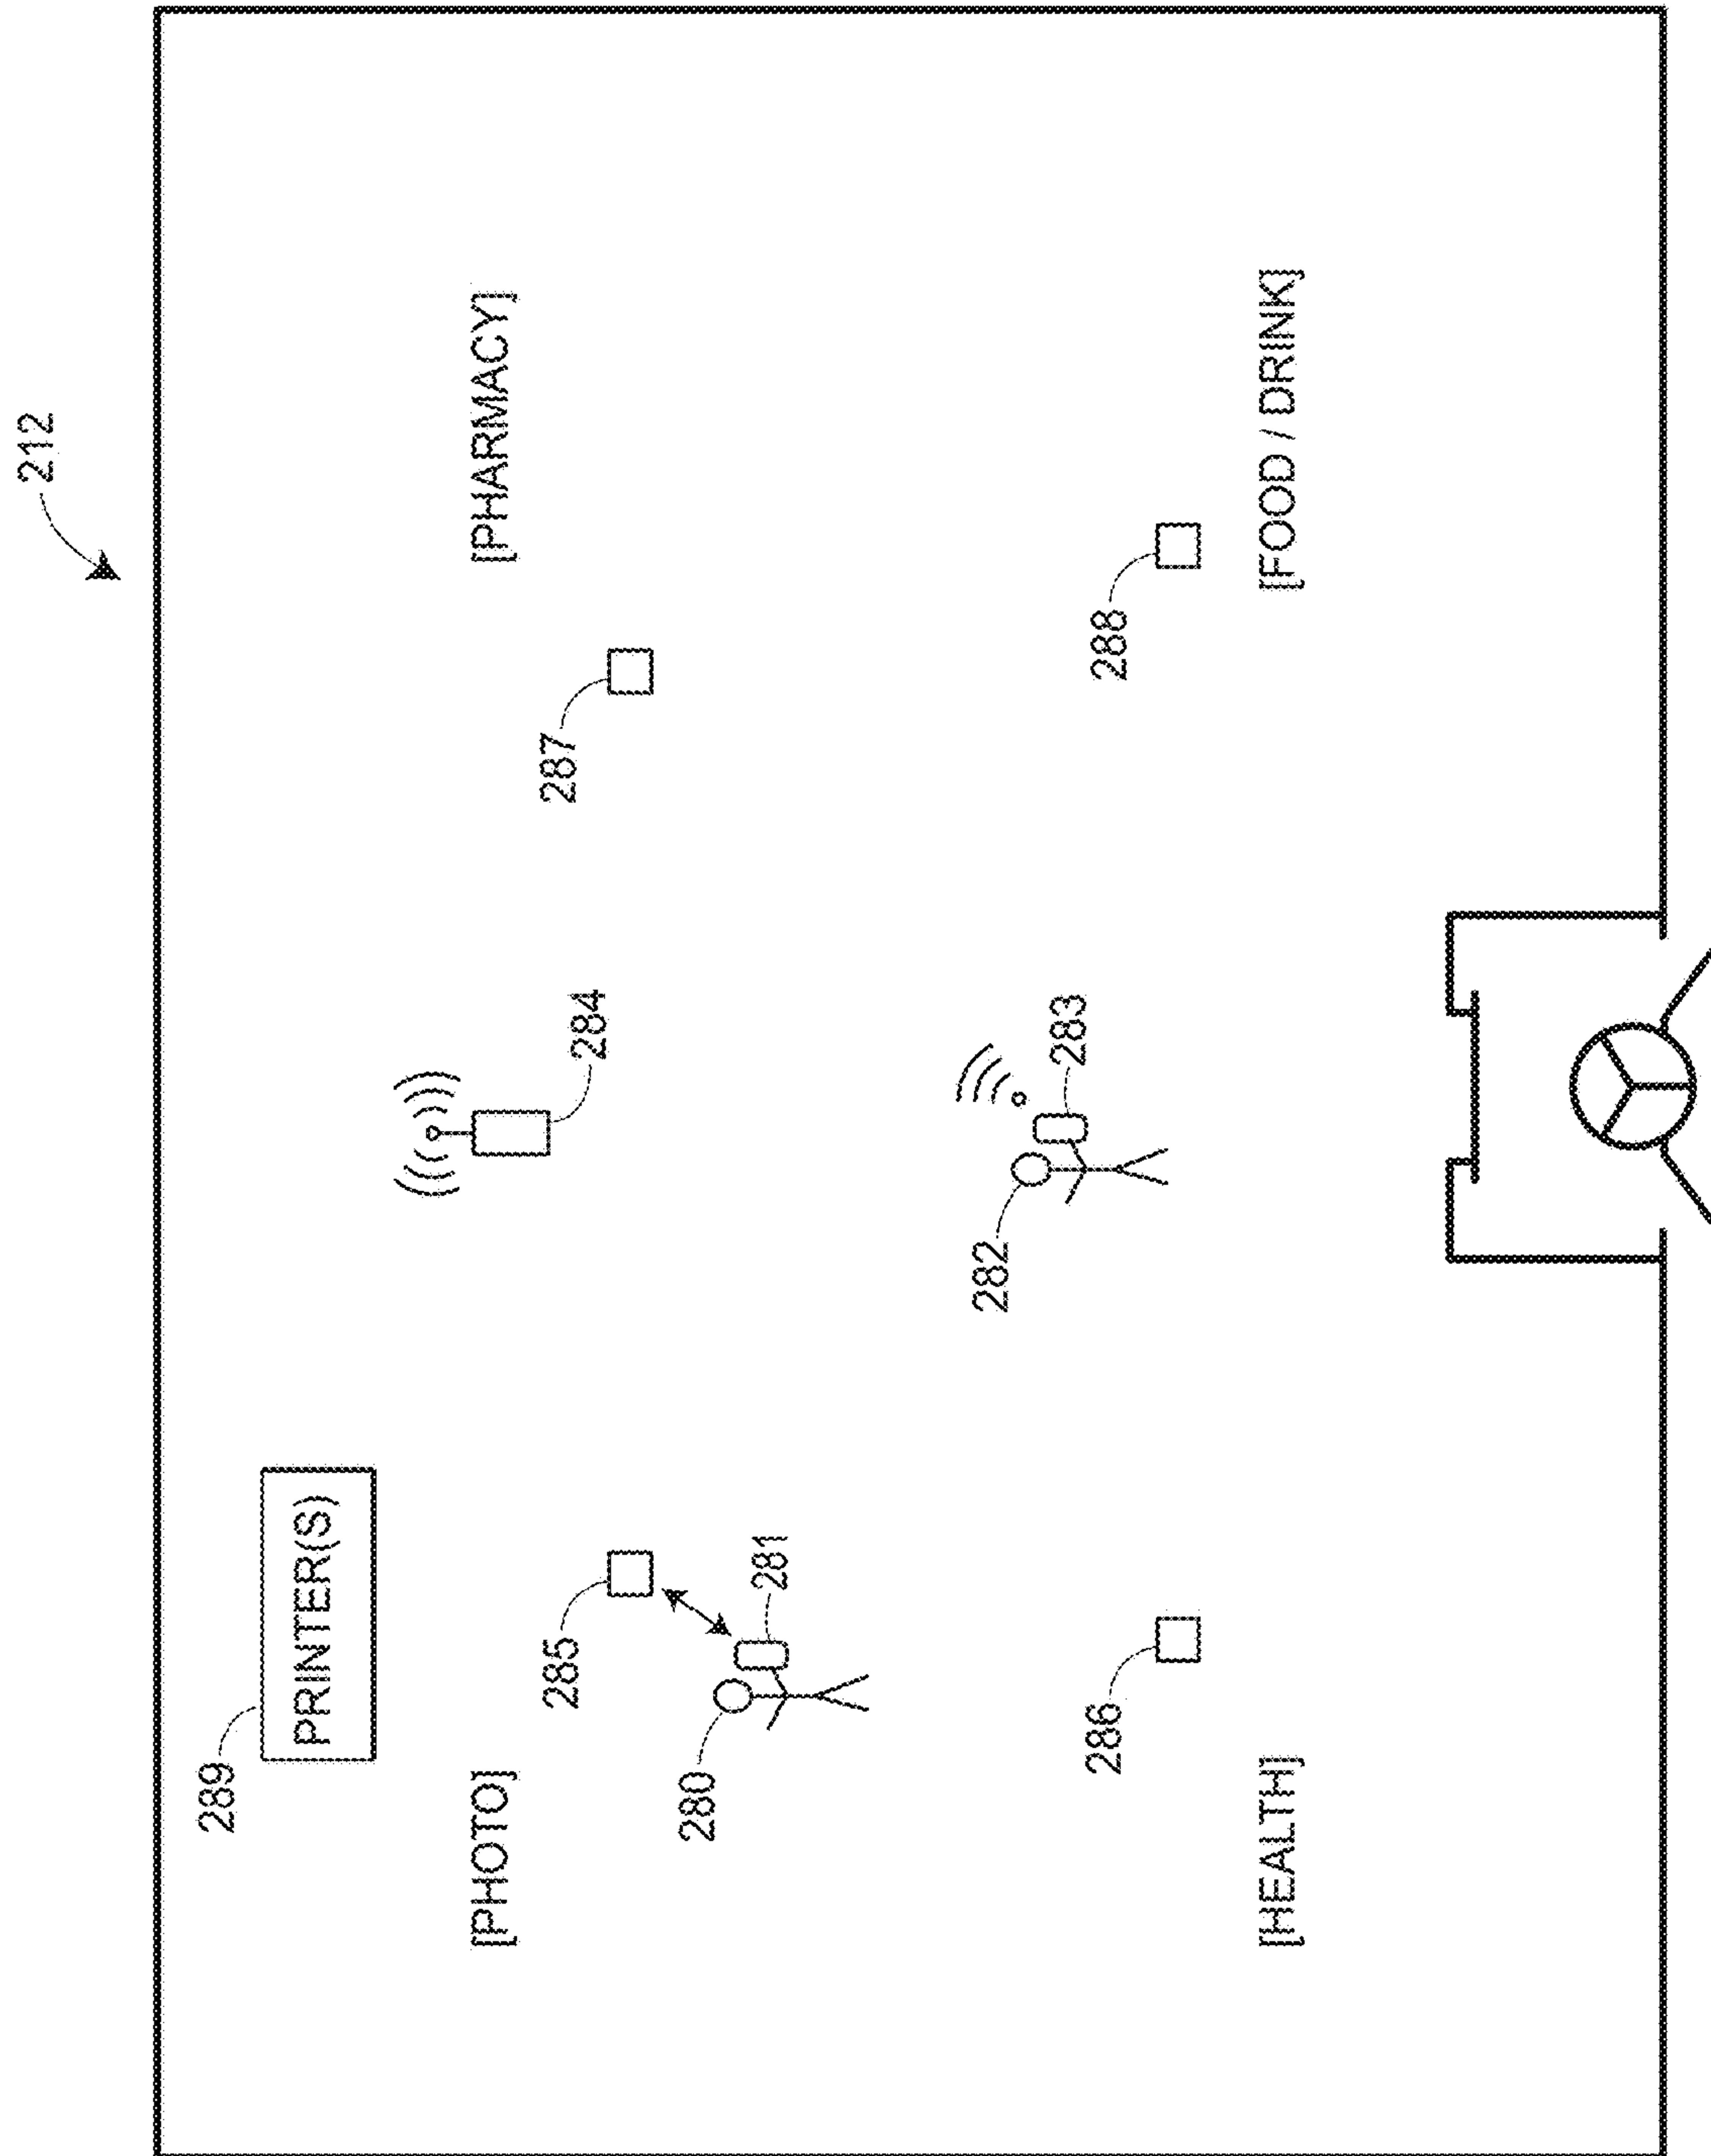 212
289
PRINTER(S)
[PHOTO]
[PHARMACY]
285
287
284
280
281
282
283
286
288
[HEALTH]
[FOOD / DRINK]